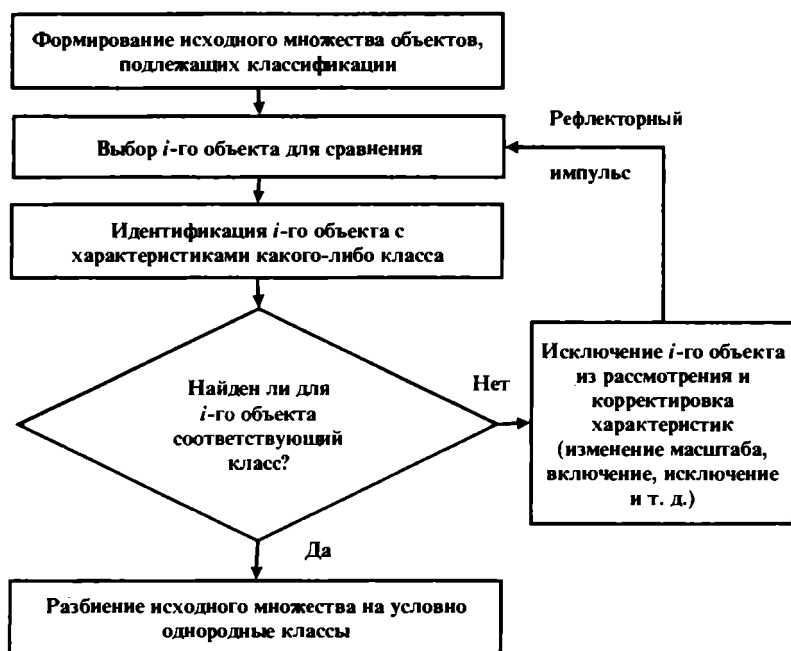 Формирование исходного множества объектов,
подлежащих классификации
Рефлекторный
Выбор i-го объекта для сравнения
импульс
Идентификация i-го объекта с
характеристиками какого-либо класса
Найден ли для
i-го объекта
соответствующий
класс?
Нет
Исключение i-го объекта
из рассмотрения и
корректировка
характеристик
(изменение масштаба,
включение, исключение
и т. д.)
Да
Разбиение исходного множества на условно
однородные классы